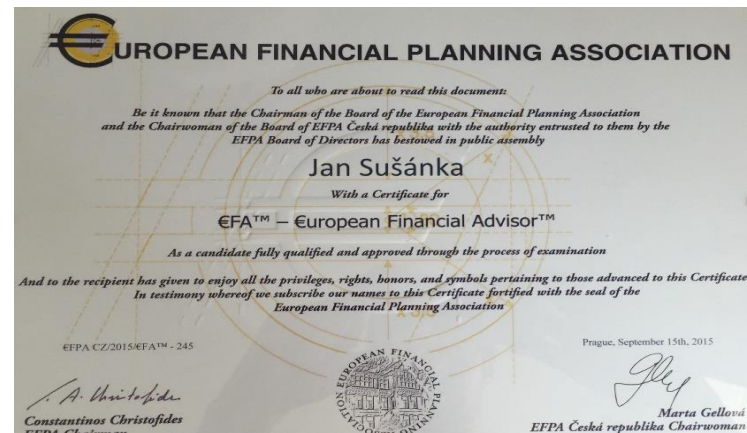 €UROPEAN FINANCIAL PLANNING ASSOCIATION
To all who are about to read this document:
Be it known that the Chairman of the Board of the European Financial Planning Association
and the Chairwoman of the Board of EFPA Česká republika with the authority entrusted to them by the
EFPA Board of Directors has bestowed in public assembly
Jan Sušánka
With a Certificate for
€FA™ – €uropean Financial Advisor™
As a candidate fully qualified and approved through the process of examination
And to the recipient has given to enjoy all the privileges, rights, honors, and symbols pertaining to those advanced to this Certificate
In testimony whereof we subscribe our names to this Certificate fortified with the seal of the
European Financial Planning Association
€FPA CZ/2015/€FA™ - 245
Prague, September 15th, 2015
EUROPEAN FINANCIAL PLANNING ASSOCIATION
Constantinos Christofides
EFPA Chairman
Marta Gellová
EFPA Česká republika Chairwoman